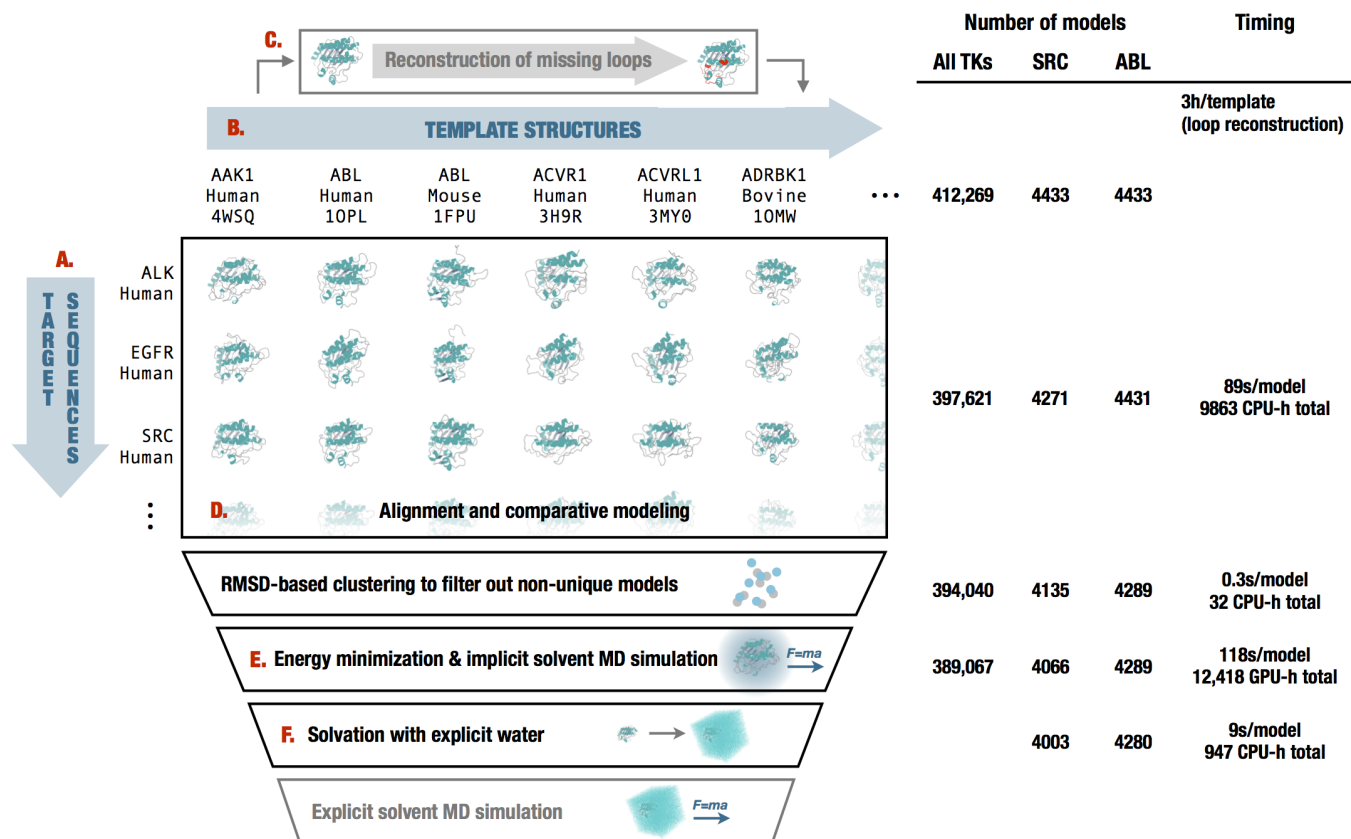 Number of models Timing
All TKs SRC ABL
C. Reconstruction of missing loops
3h/template
(loop reconstruction)
B. TEMPLATE STRUCTURES
AAK1 ABL ABL ACVR1 ACVRL1 ADRBK1
Human Human Mouse Human Human Bovine
4WSQ 1OPL 1FPU 3H9R 3MY0 1OMW
••• 412,269 4433 4433
A.
TARGET
SEQUENCES
ALK
Human
EGFR
Human
397,621 4271 4431
89s/model
9863 CPU-h total
SRC
Human
D. Alignment and comparative modeling
RMSD-based clustering to filter out non-unique models
394,040 4135 4289
0.3s/model
32 CPU-h total
E. Energy minimization & implicit solvent MD simulation F=ma
389,067 4066 4289
118s/model
12,418 GPU-h total
F. Solvation with explicit water
4003 4280
9s/model
947 CPU-h total
Explicit solvent MD simulation F=ma